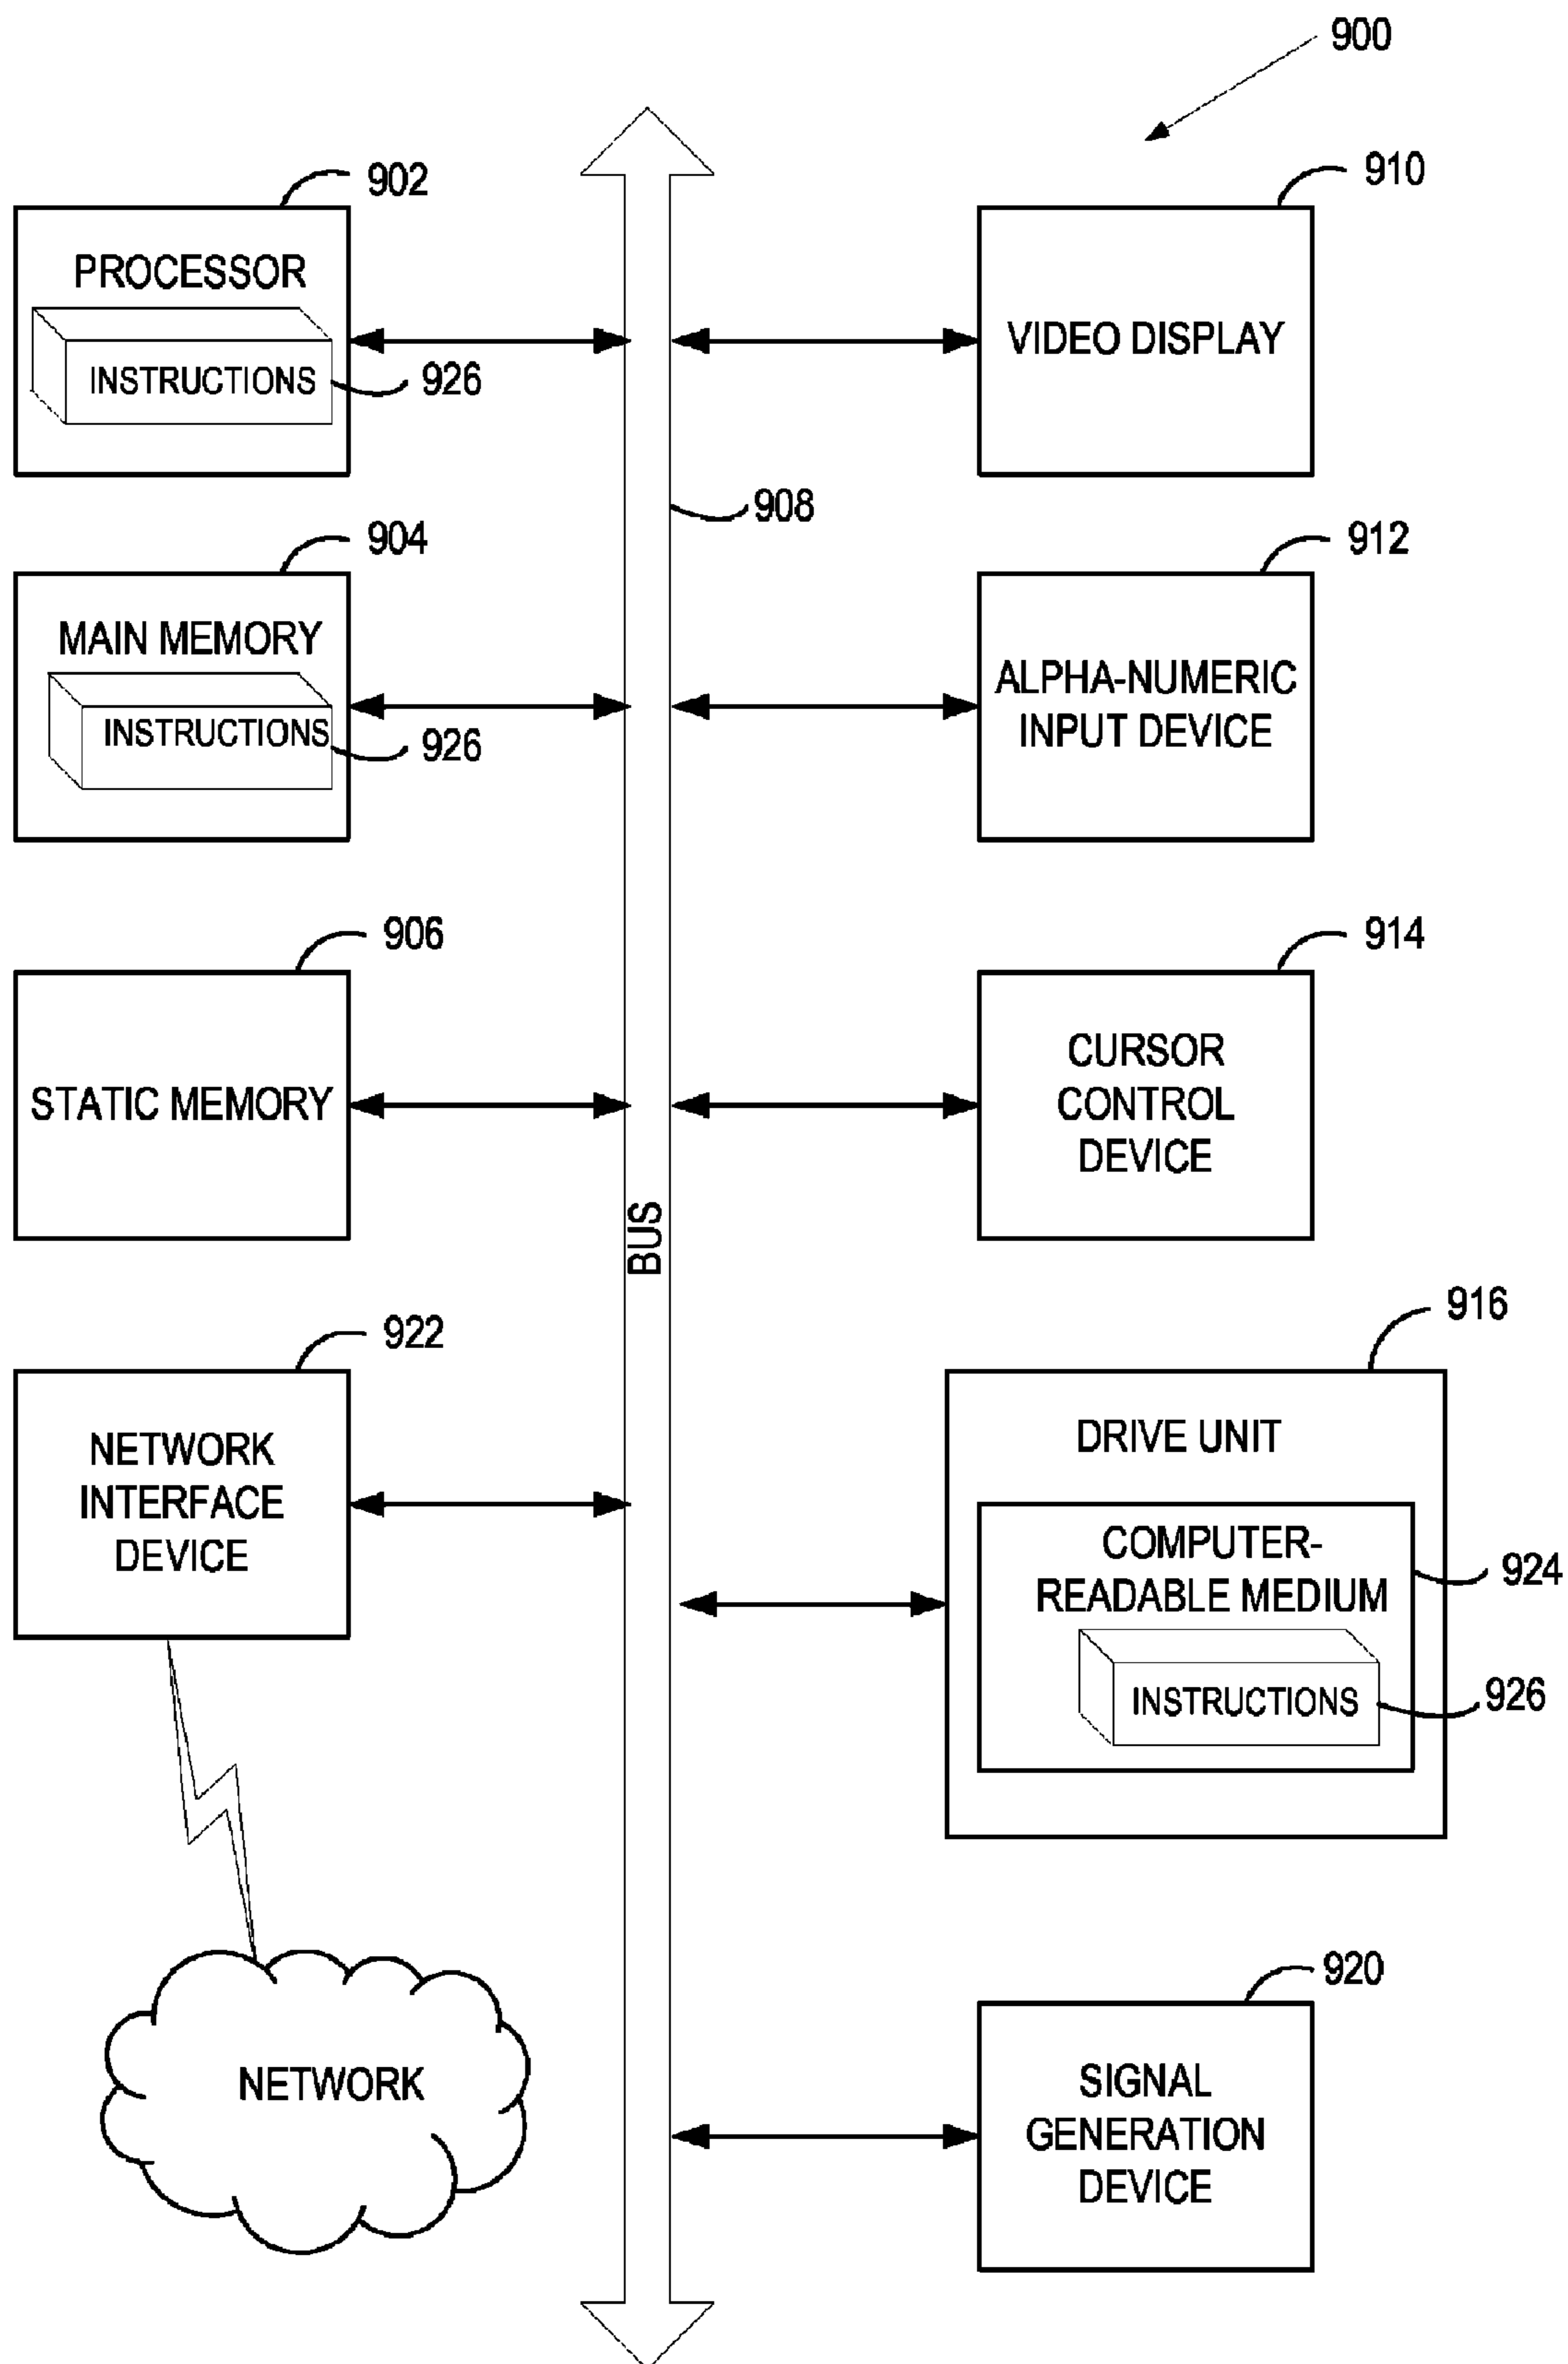 900
902
PROCESSOR
INSTRUCTIONS
926
910
VIDEO DISPLAY
908
904
MAIN MEMORY
INSTRUCTIONS
926
912
ALPHA-NUMERIC
INPUT DEVICE
906
STATIC MEMORY
914
CURSOR
CONTROL
DEVICE
BUS
922
NETWORK
INTERFACE
DEVICE
916
DRIVE UNIT
COMPUTER-
READABLE MEDIUM
924
INSTRUCTIONS
926
NETWORK
920
SIGNAL
GENERATION
DEVICE